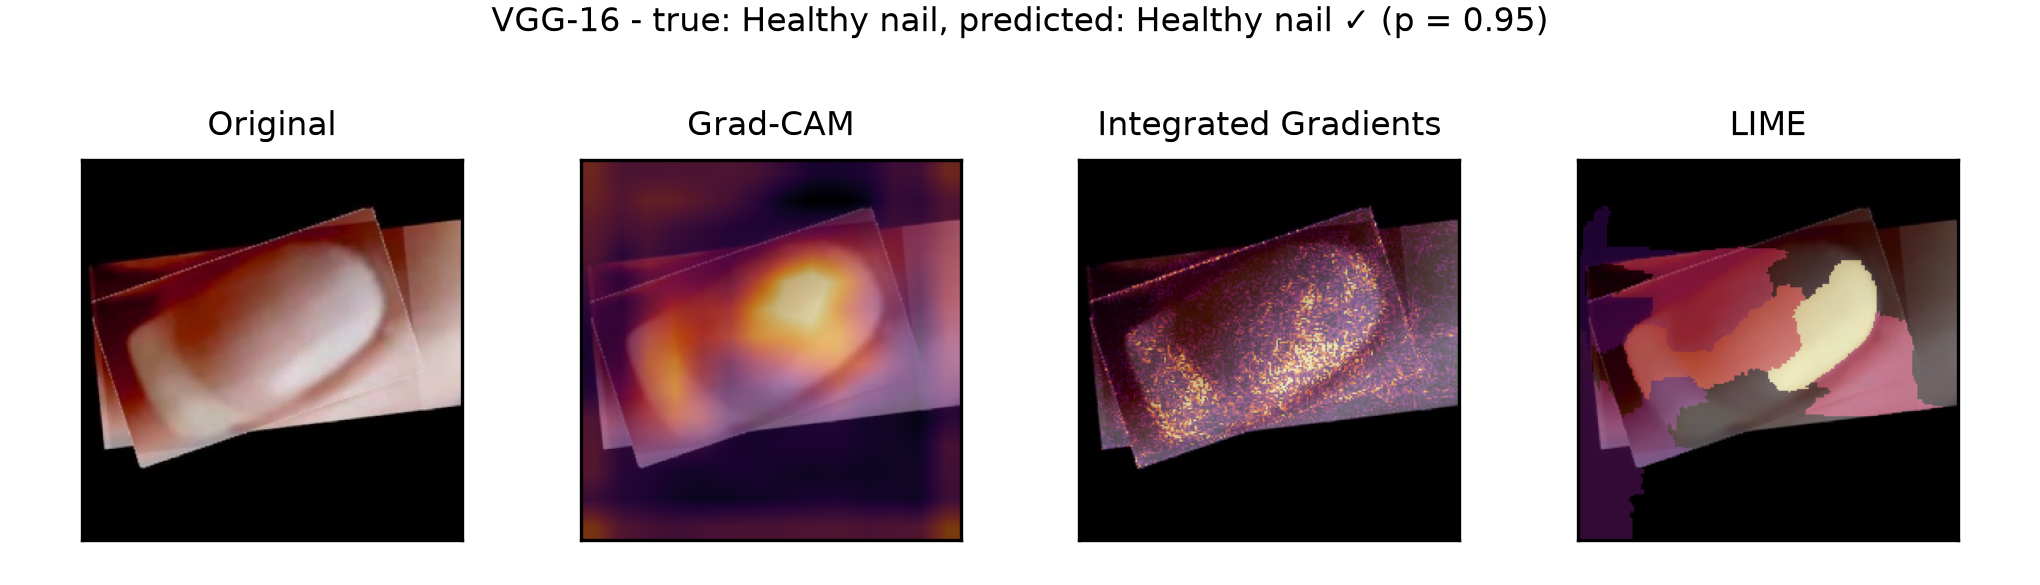 VGG-16 - true: Healthy nail, predicted: Healthy nail ✓ (p = 0.95)
Original
Grad-CAM
Integrated Gradients
LIME